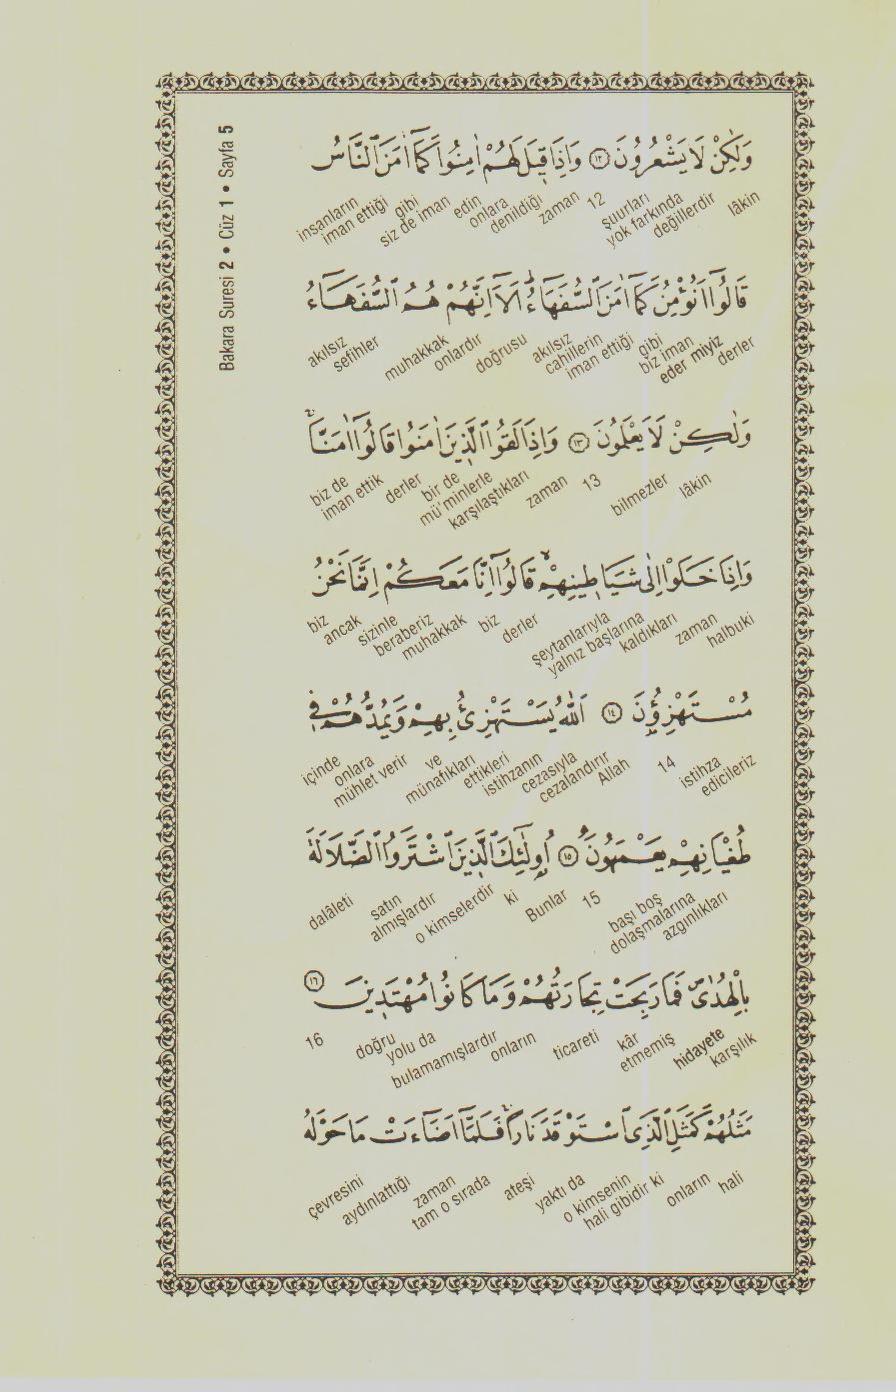 Bakara Suresi 2 • Cüz 1 • Sayfa 5
وَلٰكِنْ لَا يَشْعُرُونَ ﴿١٢﴾ وَاِذَا قِيلَ لَهُمْ اٰمِنُوا كَمَٓا اٰمَنَ النَّاسُ
lâkin şuurları yok farkında değillerdir 12 zaman onlara denildiği edin siz de iman gibi insanların iman ettiği
قَالُٓوا اَنُؤْمِنُ كَمَٓا اٰمَنَ السُّفَهَٓاءُ اَلَٓا اِنَّهُمْ هُمُ السُّفَهَٓاءُ
derler biz iman eder miyiz gibi akılsız cahillerin iman ettiği doğrusu onlardır muhakkak akılsız sefihler
وَلٰكِنْ لَا يَعْلَمُونَ ﴿١٣﴾ وَاِذَا لَقُوا الَّذِينَ اٰمَنُوا قَالُٓوا اٰمَنَّا
lâkin bilmezler 13 zaman bir de mü'minlerle karşılaştıkları derler biz de iman ettik
وَاِذَا خَلَوْا اِلٰى شَيَاطِينِهِمْ قَالُٓوا اِنَّا مَعَكُمْ اِنَّمَا نَحْنُ
halbuki zaman şeytanlarıyla yalnız başlarına kaldıkları derler biz sizinle beraberiz muhakkak ancak biz
مُسْتَهْزِؤُنَ ﴿١٤﴾ اَللّٰهُ يَسْتَهْزِئُ بِهِمْ وَيَمُدُّهُمْ فِي
istihza edicileriz 14 Allah ettikleri istihzanın cezasıyla cezalandırır ve münafıkları onlara mühlet verir içinde
طُغْيَانِهِمْ يَعْمَهُونَ ﴿١٥﴾ اُولٰٓئِكَ الَّذِينَ اشْتَرَوُا الضَّلَالَةَ
başı boş dolaşmalarına azgınlıkları 15 Bunlar ki o kimselerdir satın almışlardır dalâleti
بِالْهُدٰى فَمَا رَبِحَتْ تِجَارَتُهُمْ وَمَا كَانُوا مُهْتَدِينَ ﴿١٦﴾
hidayete karşılık kâr etmemiş ticareti onların doğru yolu da bulamamışlardır 16
مَثَلُهُمْ كَمَثَلِ الَّذِي اسْتَوْقَدَ نَارًا فَلَمَّٓا اَضَٓاءَتْ مَا حَوْلَهُ
hali onların yaktı da o kimsenin hali gibidir ki ateşi zaman tam o sırada aydınlattığı çevresini